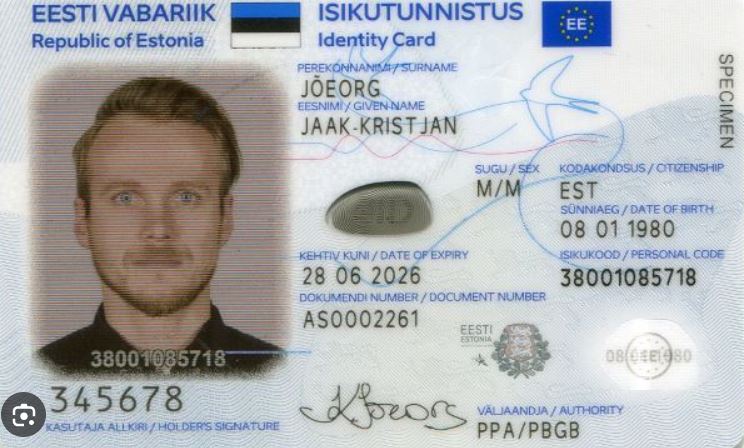 EESTI VABARIIK
Republic of Estonia
ISIKUTUNNISTUS
Identity Card
EE
PEREKONNANIMI / SURNAME
JÕEORG
EESNIMI / GIVEN NAME
JAAK-KRISTJAN
SUGU / SEX
M/M
KODAKONDSUS / CITIZENSHIP
EST
SÜNNIAEG / DATE OF BIRTH
08 01 1980
KEHTIV KUNI / DATE OF EXPIRY
28 06 2026
ISIKUKOOD / PERSONAL CODE
38001085718
DOKUMENDI NUMBER / DOCUMENT NUMBER
AS0002261
EESTI
ESTONIA
38001085718
345678
KASUTAJA ALLKIRI / HOLDER'S SIGNATURE
VÄLJAANDJA / AUTHORITY
PPA/PBGB
SPECIMEN